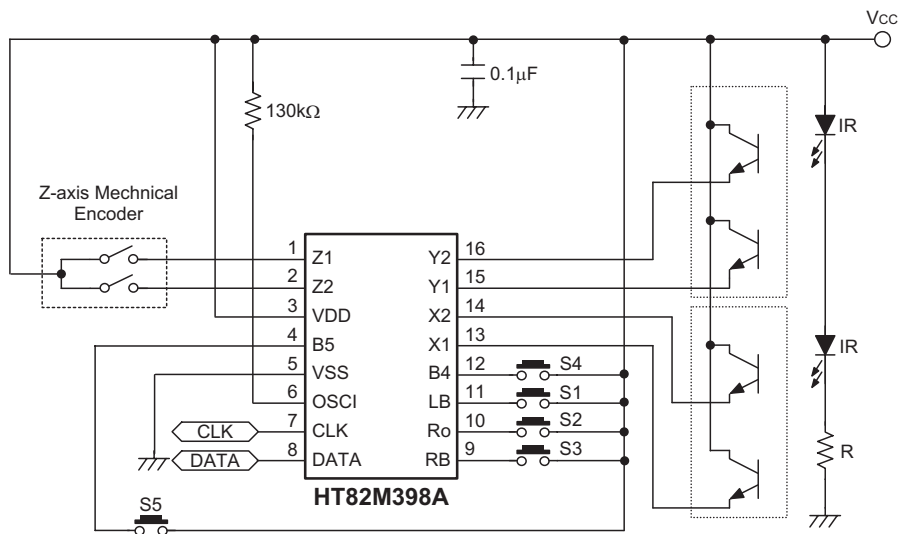 Vcc
0.1μF
130kΩ
IR
Z-axis Mechnical
Encoder
1 Z1 Y2 16
2 Z2 Y1 15
3 VDD X2 14
4 B5 X1 13
5 VSS B4 12 S4
6 OSCI LB 11 S1
CLK 7 CLK Ro 10 S2
DATA 8 DATA RB 9 S3
IR
R
HT82M398A
S5